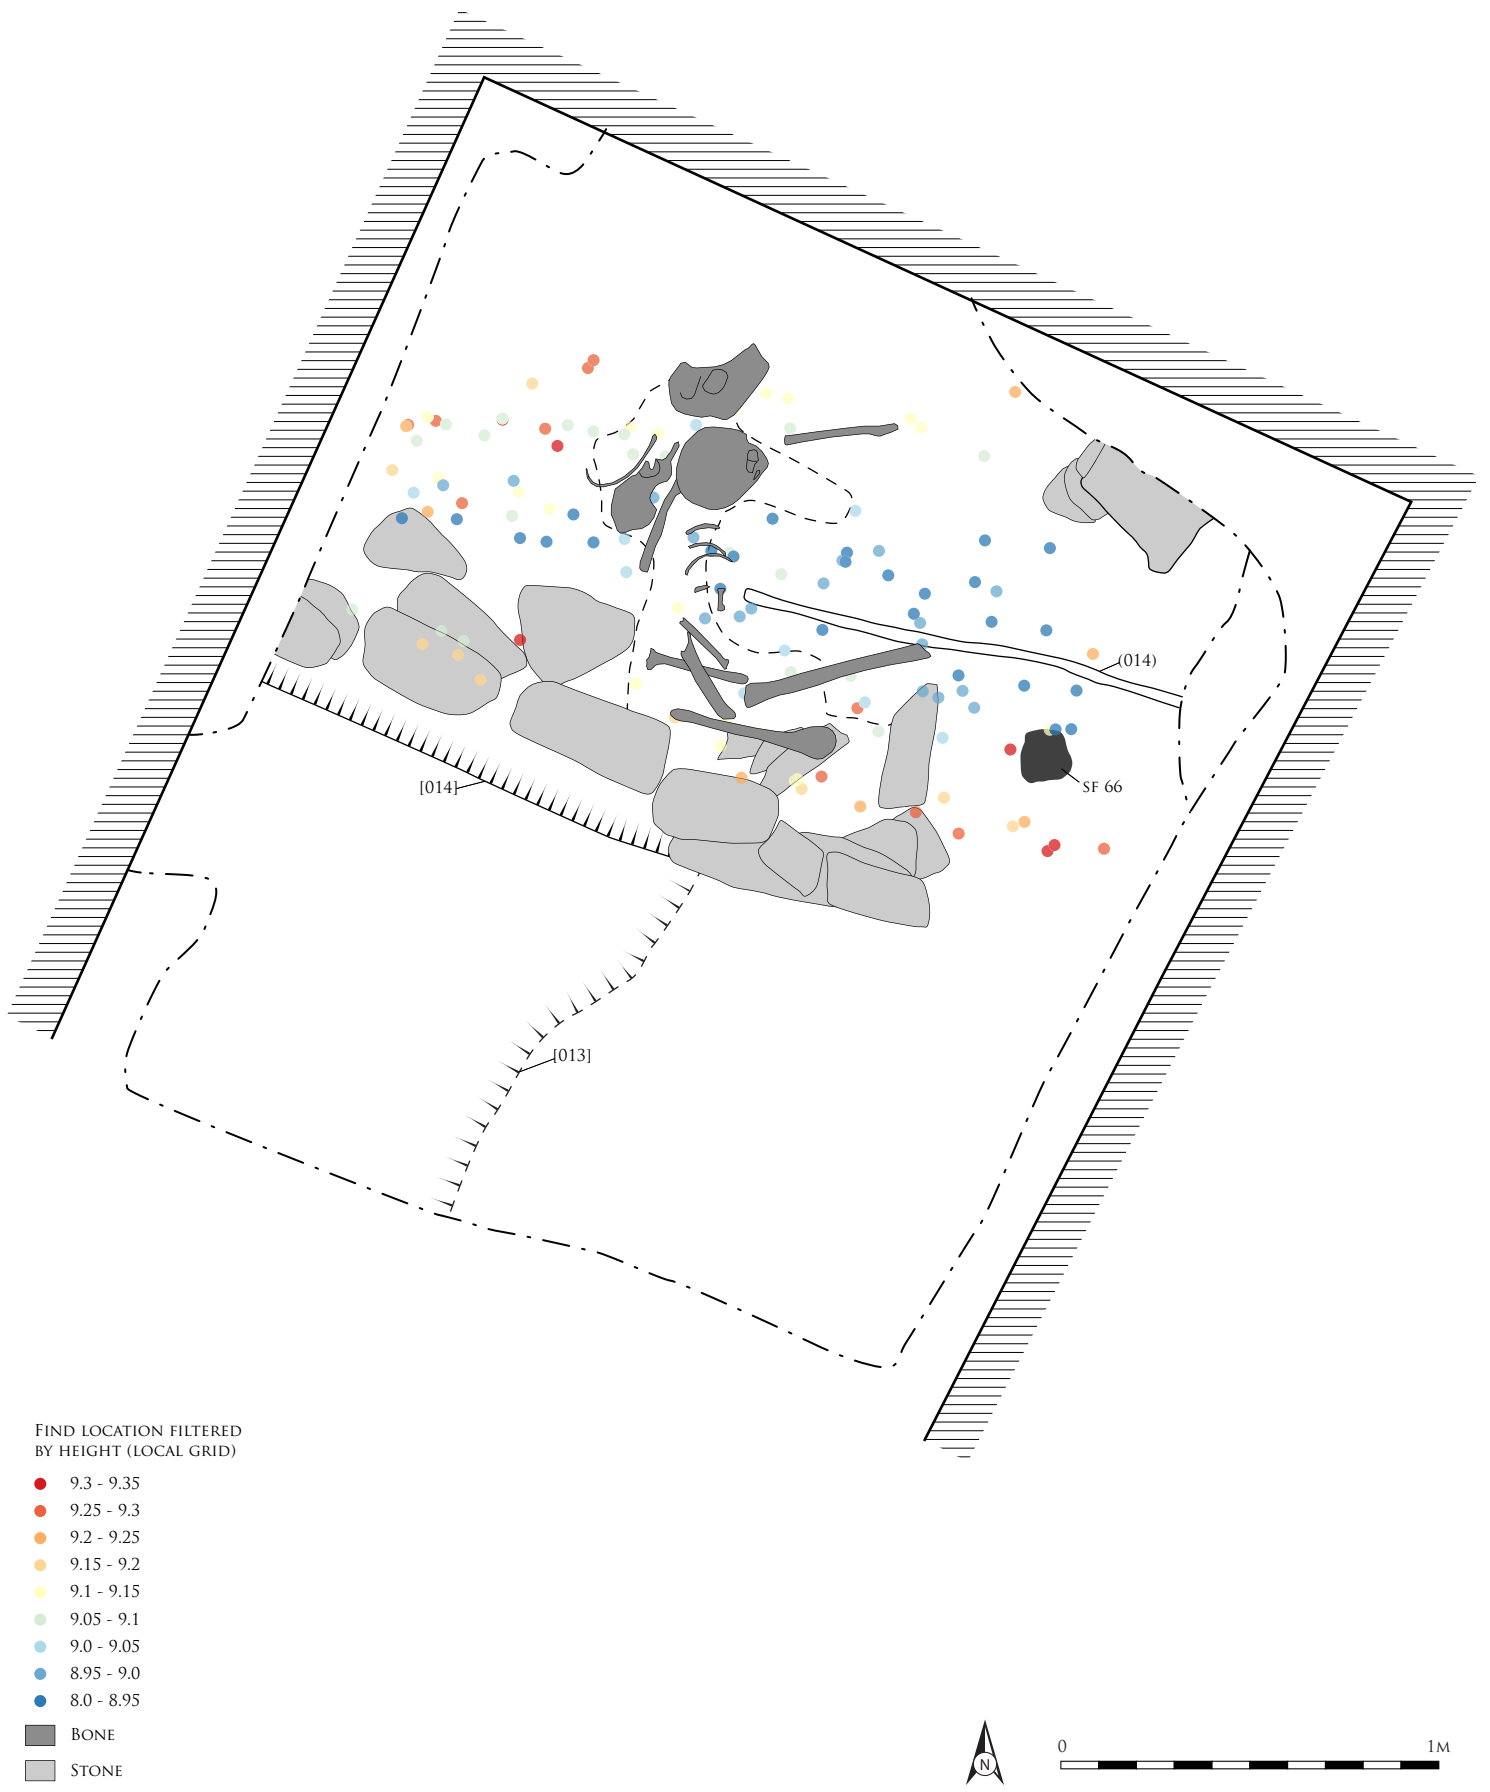 (014)
SF 66
[014]
[013]
Find location filtered
by height (local grid)
9.3 - 9.35
9.25 - 9.3
9.2 - 9.25
9.15 - 9.2
9.1 - 9.15
9.05 - 9.1
9.0 - 9.05
8.95 - 9.0
8.0 - 8.95
Bone
Stone
N
0 1m